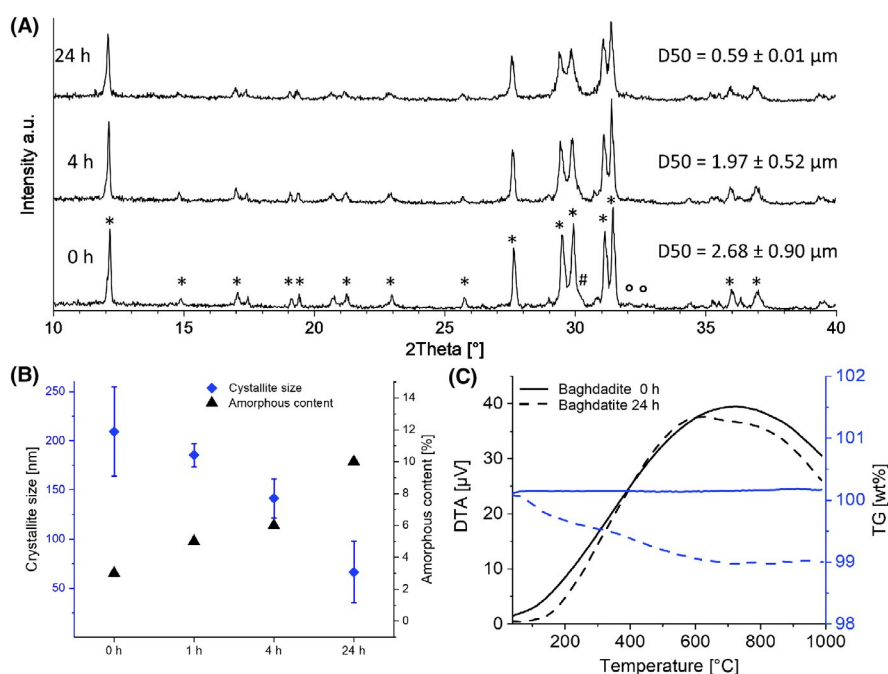 (A)
24 h
D50 = 0.59 ± 0.01 µm
4 h
D50 = 1.97 ± 0.52 µm
0 h
D50 = 2.68 ± 0.90 µm
* * * * * * * * * * * * * * *
#
o o
Intensity a.u.
10 15 20 25 30 35 40
2Theta [°]
(B)
Cystallite size
Amorphous content
250
200
150
100
50
Crystallite size [nm]
14
12
10
8
6
4
2
0
Amorphous content [%]
0 h 1 h 4 h 24 h
(C)
Baghdadite 0 h
Baghdatite 24 h
40
30
20
10
0
DTA [µV]
102
101
100
99
98
TG [wt%]
200 400 600 800 1000
Temperature [°C]